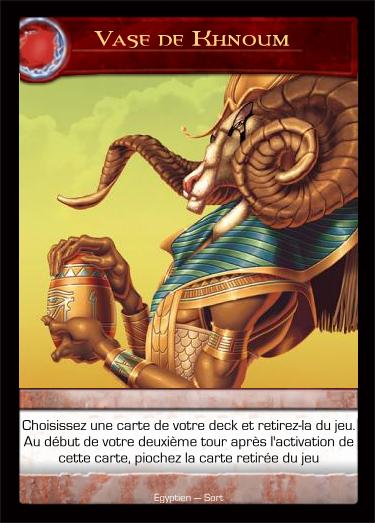 Vase de Khnoum
Choisissez une carte de votre deck et retirez-la du jeu.
Au début de votre deuxième tour après l'activation de
cette carte, piochez la carte retirée du jeu
Egyptien — Sort